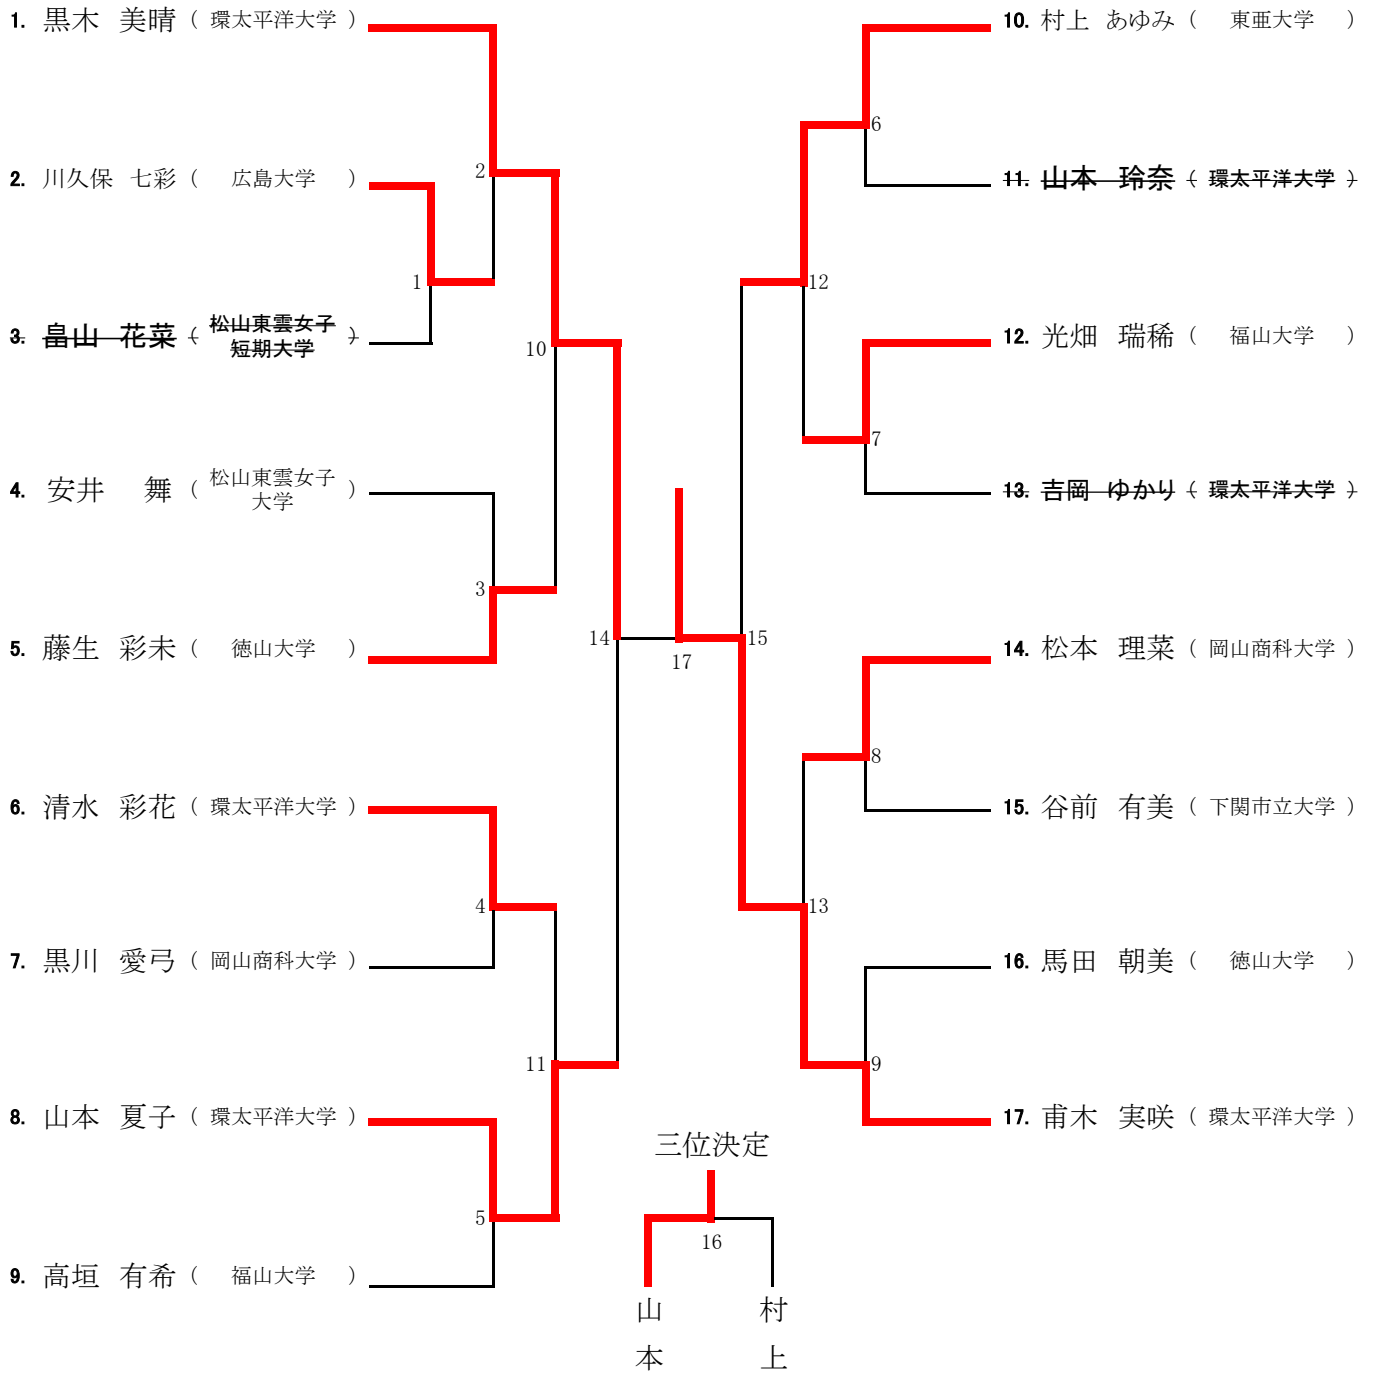 1. 黒木 美晴 ( 環太平洋大学 )
2. 川久保 七彩 ( 広島大学 )
3. 畠山 花菜 ( 松山東雲女子
短期大学 )
4. 安井 舞 ( 松山東雲女子
大学 )
5. 藤生 彩未 ( 徳山大学 )
6. 清水 彩花 ( 環太平洋大学 )
7. 黒川 愛弓 ( 岡山商科大学 )
8. 山本 夏子 ( 環太平洋大学 )
9. 高垣 有希 ( 福山大学 )
2
1
10
3
14
4
11
5
17
15
6
12
7
8
13
9
10. 村上 あゆみ ( 東亜大学 )
11. 山本 玲奈 ( 環太平洋大学 )
12. 光畑 瑞稀 ( 福山大学 )
13. 吉岡 ゆかり ( 環太平洋大学 )
14. 松本 理菜 ( 岡山商科大学 )
15. 谷前 有美 ( 下関市立大学 )
16. 馬田 朝美 ( 徳山大学 )
17. 甫木 実咲 ( 環太平洋大学 )
三位決定
16
山本
村上